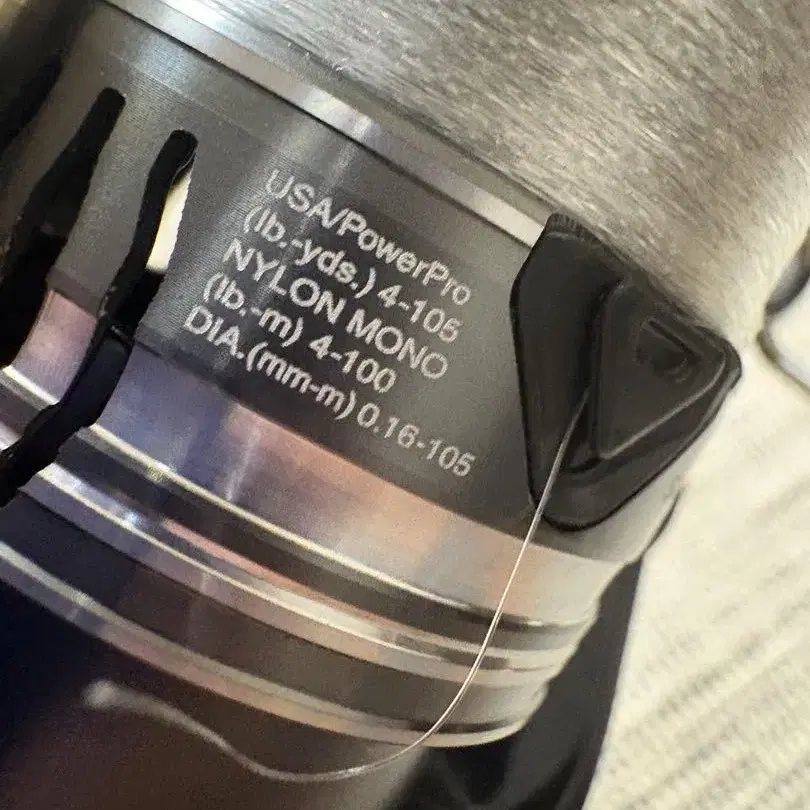 USA/PowerPro
(lb.-yds.) 4-105
NYLON MONO
(lb.-m) 4-100
DIA.(mm-m) 0.16-105